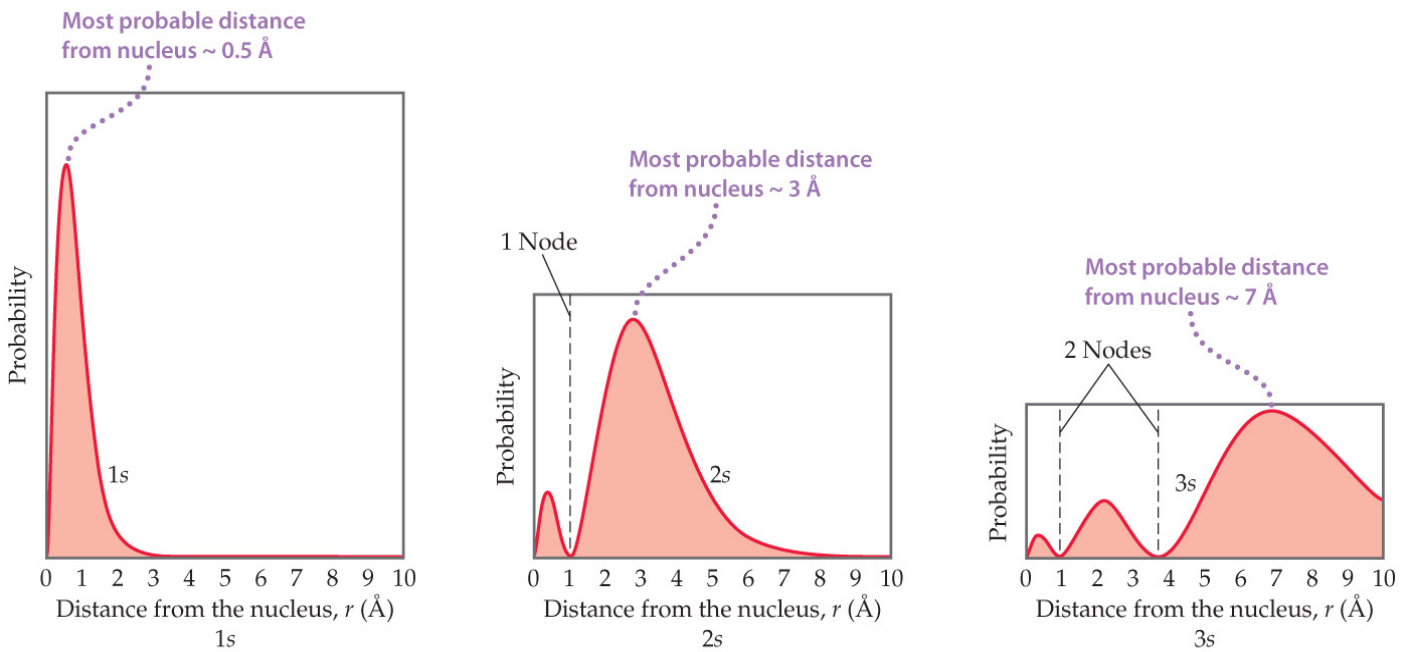 Most probable distance
from nucleus ~ 0.5 Å
Probability
1s
0 1 2 3 4 5 6 7 8 9 10
Distance from the nucleus, r (Å)
1s
Most probable distance
from nucleus ~ 3 Å
1 Node
Probability
2s
0 1 2 3 4 5 6 7 8 9 10
Distance from the nucleus, r (Å)
2s
Most probable distance
from nucleus ~ 7 Å
2 Nodes
Probability
3s
0 1 2 3 4 5 6 7 8 9 10
Distance from the nucleus, r (Å)
3s